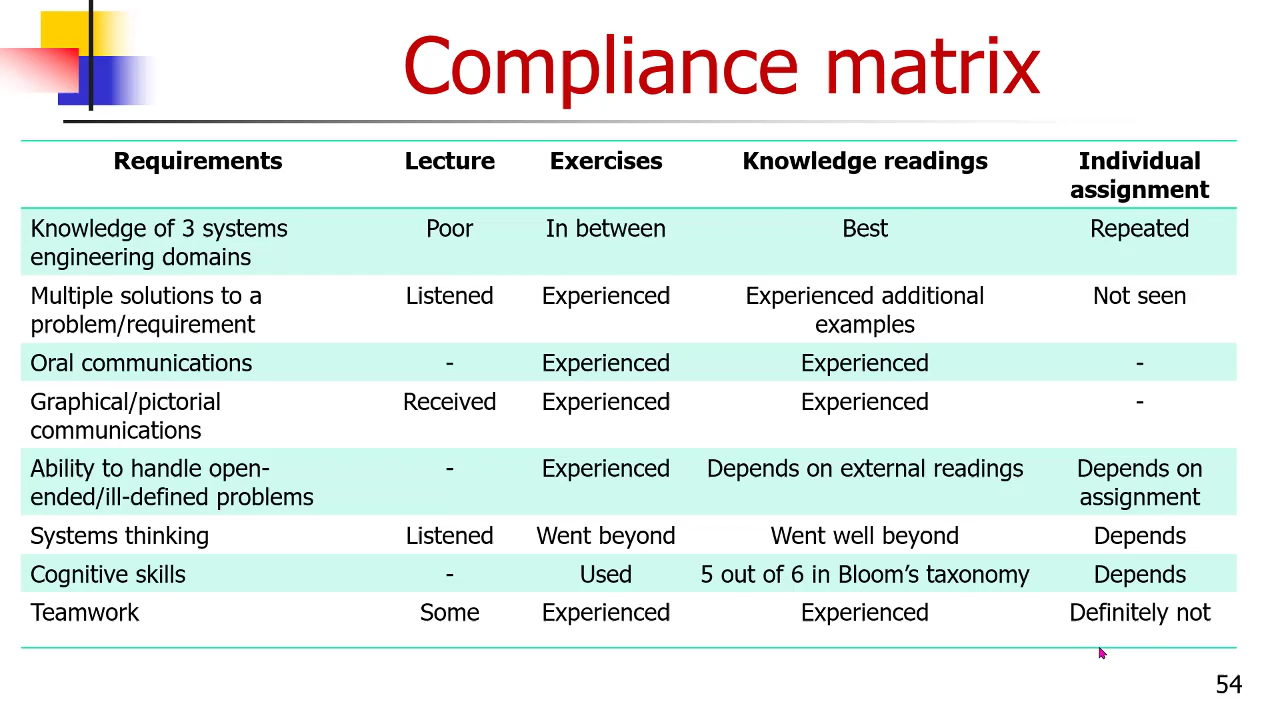 Compliance matrix
Requirements Lecture Exercises Knowledge readings Individual assignment
Knowledge of 3 systems engineering domains Poor In between Best Repeated
Multiple solutions to a problem/requirement Listened Experienced Experienced additional examples Not seen
Oral communications - Experienced Experienced -
Graphical/pictorial communications Received Experienced Experienced -
Ability to handle open-ended/ill-defined problems - Experienced Depends on external readings Depends on assignment
Systems thinking Listened Went beyond Went well beyond Depends
Cognitive skills - Used 5 out of 6 in Bloom’s taxonomy Depends
Teamwork Some Experienced Experienced Definitely not
54